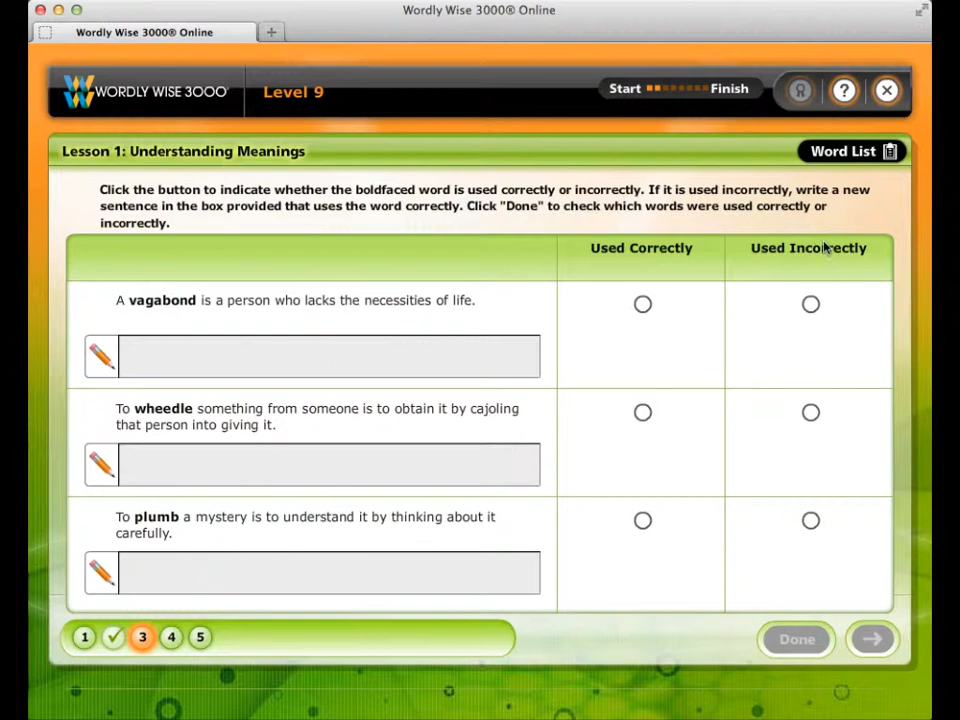 Wordly Wise 3000® Online
Wordly Wise 3000® Online
WORDLY WISE 3000®
Level 9
Start Finish
?
Lesson 1: Understanding Meanings
Word List
Click the button to indicate whether the boldfaced word is used correctly or incorrectly. If it is used incorrectly, write a new
sentence in the box provided that uses the word correctly. Click "Done" to check which words were used correctly or
incorrectly.
Used Correctly
Used Incorrectly
A vagabond is a person who lacks the necessities of life.
To wheedle something from someone is to obtain it by cajoling
that person into giving it.
To plumb a mystery is to understand it by thinking about it
carefully.
1 3 4 5
Done